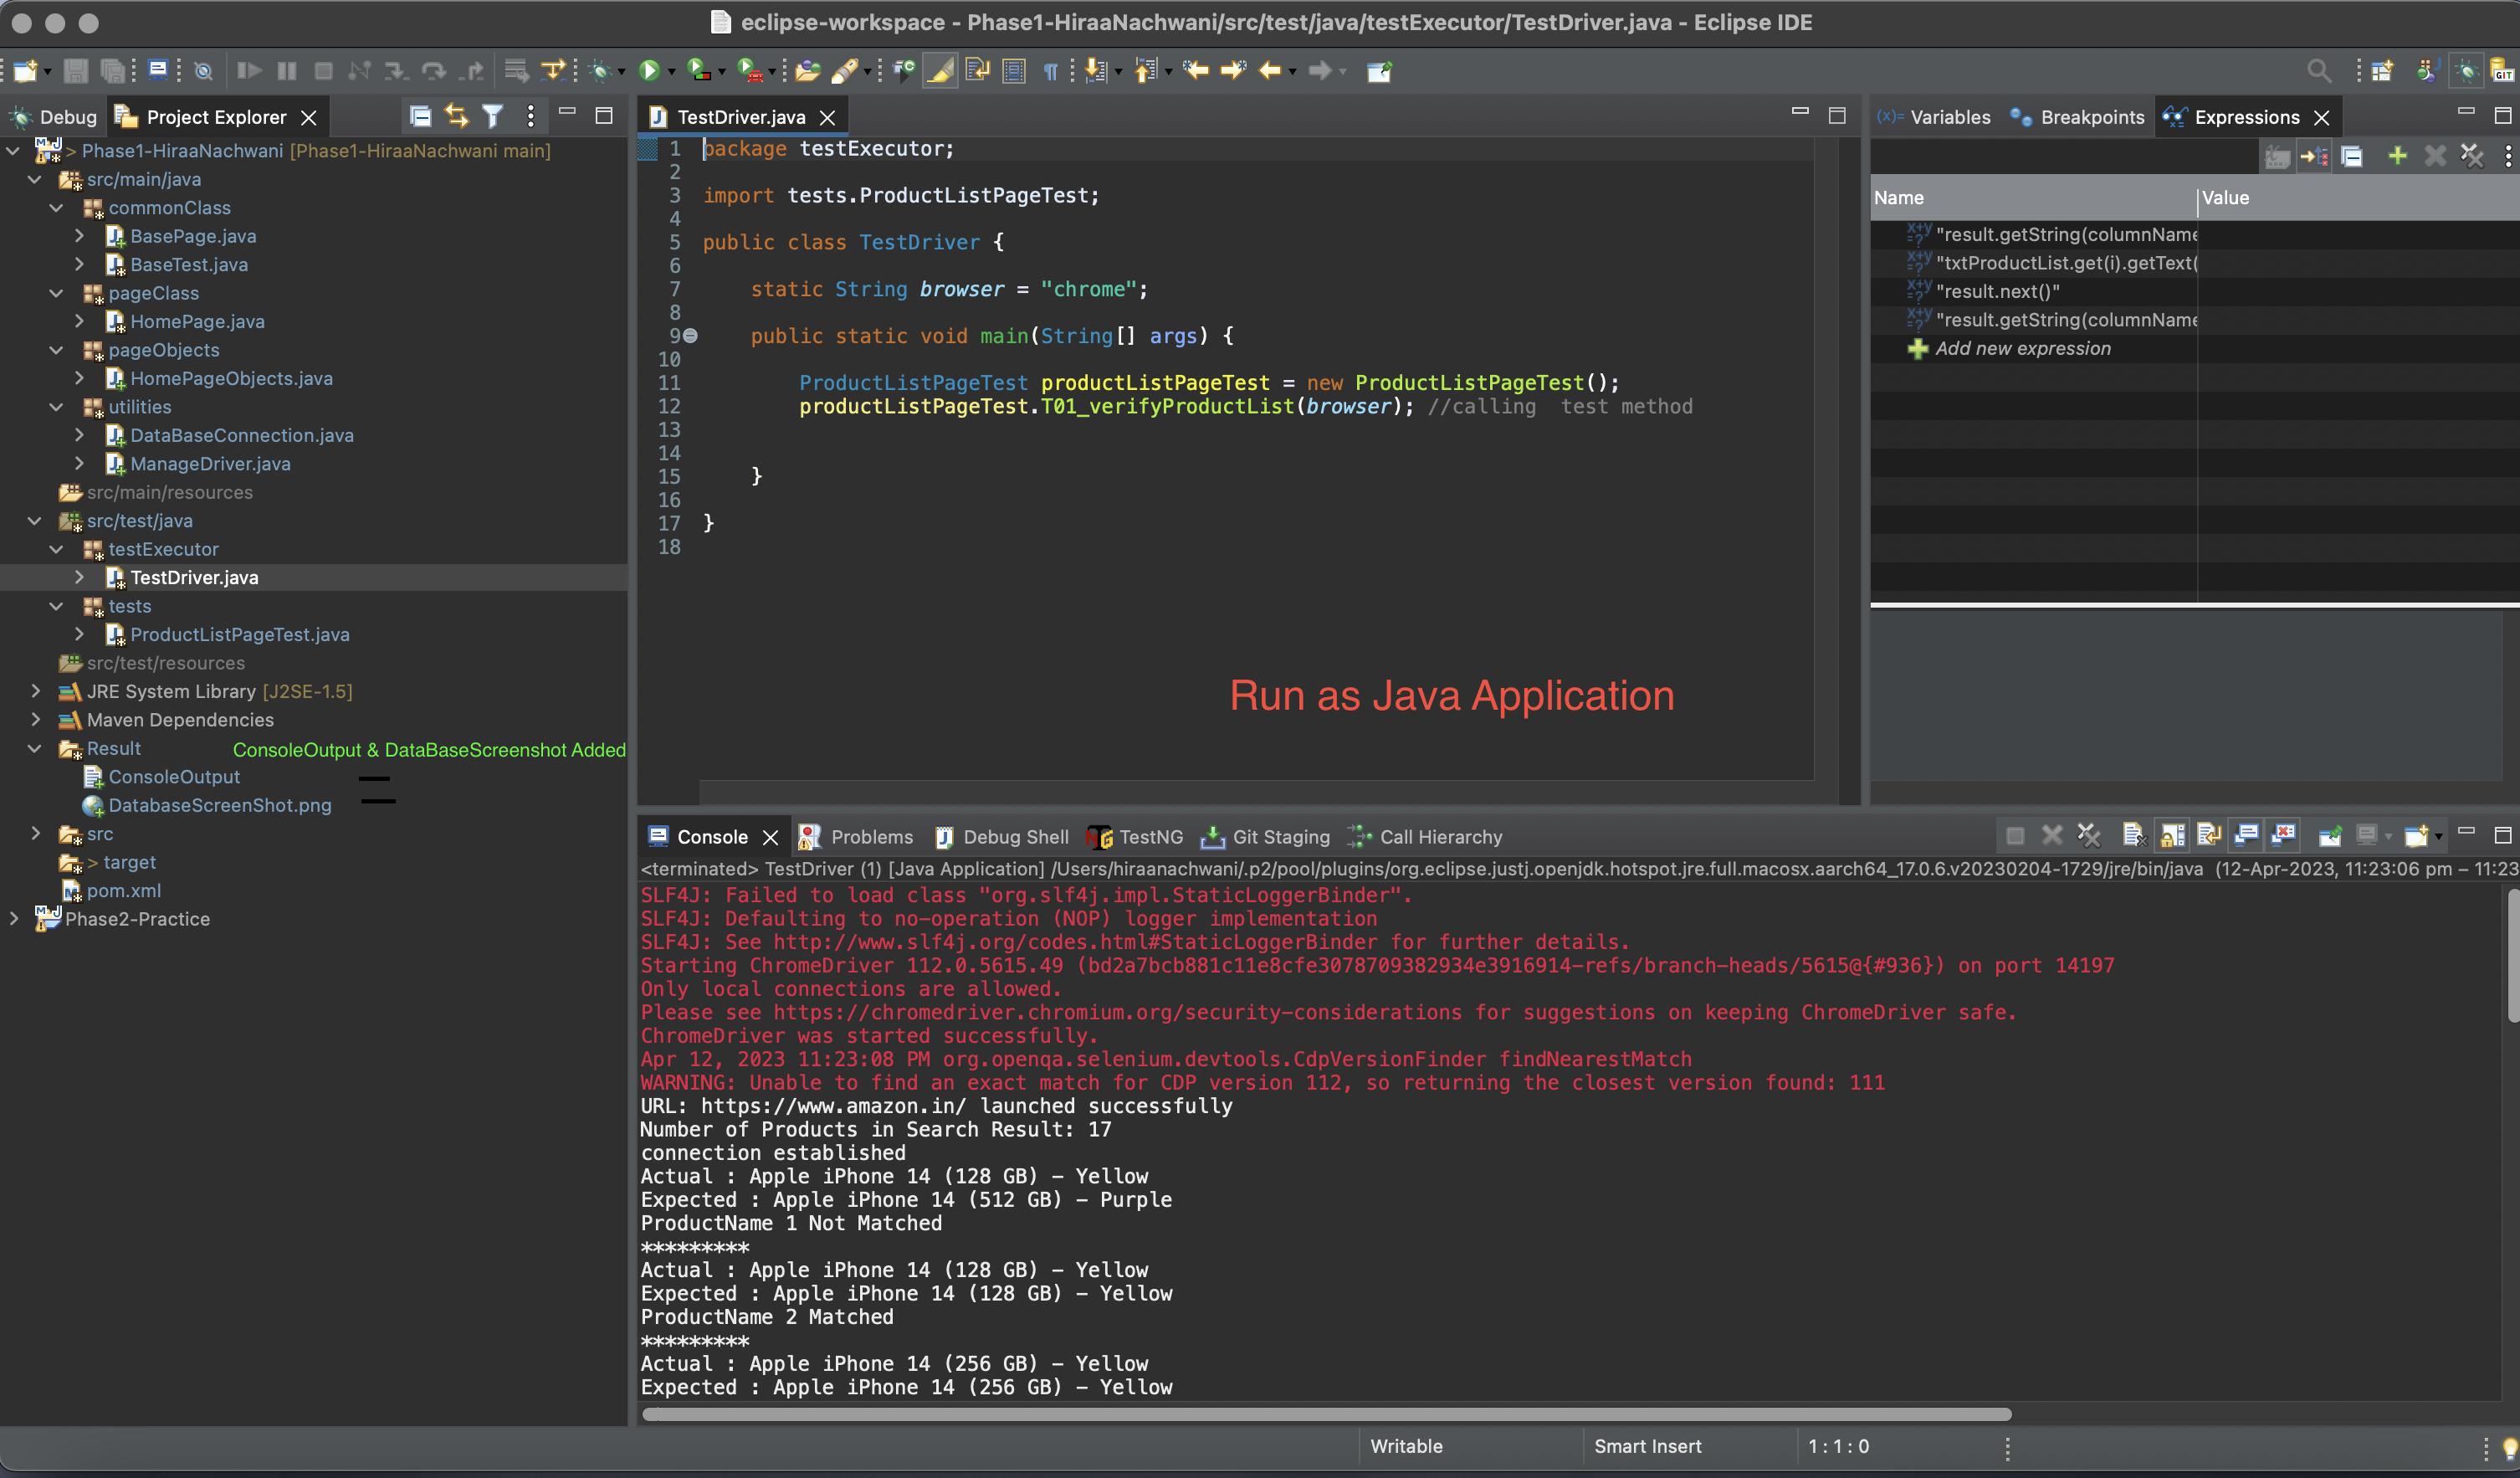 eclipse-workspace - Phase1-HiraaNachwani/src/test/java/testExecutor/TestDriver.java - Eclipse IDE
Debug
Project Explorer
> Phase1-HiraaNachwani [Phase1-HiraaNachwani main]
src/main/java
commonClass
BasePage.java
BaseTest.java
pageClass
HomePage.java
pageObjects
HomePageObjects.java
utilities
DataBaseConnection.java
ManageDriver.java
src/main/resources
src/test/java
testExecutor
TestDriver.java
tests
ProductListPageTest.java
src/test/resources
JRE System Library [J2SE-1.5]
Maven Dependencies
Result
ConsoleOutput & DataBaseScreenshot Added
ConsoleOutput
DatabaseScreenShot.png
src
> target
pom.xml
Phase2-Practice
TestDriver.java
1 package testExecutor;
2
3 import tests.ProductListPageTest;
4
5 public class TestDriver {
6
7 static String browser = "chrome";
8
9 public static void main(String[] args) {
10
11 ProductListPageTest productListPageTest = new ProductListPageTest();
12 productListPageTest.T01_verifyProductList(browser); //calling  test method
13
14
15 }
16
17 }
18
Run as Java Application
(x)= Variables
Breakpoints
Expressions
Name
Value
"result.getString(columnName
"txtProductList.get(i).getText(
"result.next()"
"result.getString(columnName
Add new expression
Console
Problems
Debug Shell
TestNG
Git Staging
Call Hierarchy
<terminated> TestDriver (1) [Java Application] /Users/hiraanachwani/.p2/pool/plugins/org.eclipse.justj.openjdk.hotspot.jre.full.macosx.aarch64_17.0.6.v20230204-1729/jre/bin/java (12-Apr-2023, 11:23:06 pm – 11:23
SLF4J: Failed to load class "org.slf4j.impl.StaticLoggerBinder".
SLF4J: Defaulting to no-operation (NOP) logger implementation
SLF4J: See http://www.slf4j.org/codes.html#StaticLoggerBinder for further details.
Starting ChromeDriver 112.0.5615.49 (bd2a7bcb881c11e8cfe3078709382934e3916914-refs/branch-heads/5615@{#936}) on port 14197
Only local connections are allowed.
Please see https://chromedriver.chromium.org/security-considerations for suggestions on keeping ChromeDriver safe.
ChromeDriver was started successfully.
Apr 12, 2023 11:23:08 PM org.openqa.selenium.devtools.CdpVersionFinder findNearestMatch
WARNING: Unable to find an exact match for CDP version 112, so returning the closest version found: 111
URL: https://www.amazon.in/ launched successfully
Number of Products in Search Result: 17
connection established
Actual : Apple iPhone 14 (128 GB) - Yellow
Expected : Apple iPhone 14 (512 GB) - Purple
ProductName 1 Not Matched
*********
Actual : Apple iPhone 14 (128 GB) - Yellow
Expected : Apple iPhone 14 (128 GB) - Yellow
ProductName 2 Matched
*********
Actual : Apple iPhone 14 (256 GB) - Yellow
Expected : Apple iPhone 14 (256 GB) - Yellow
Writable
Smart Insert
1 : 1 : 0